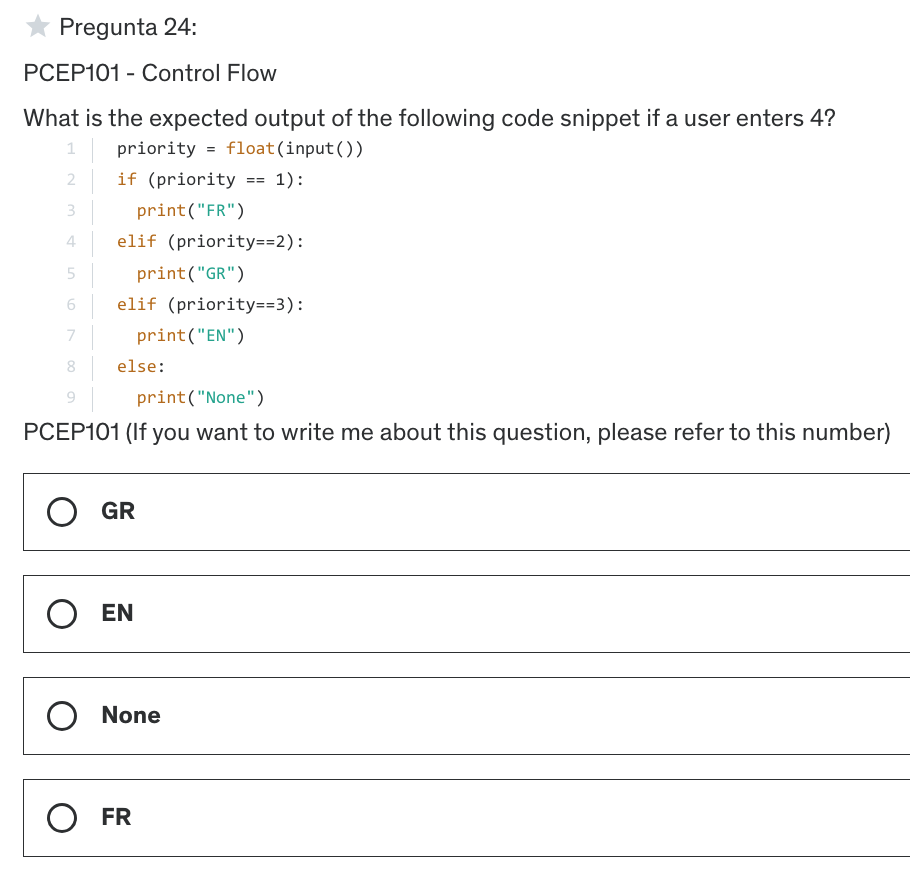 Pregunta 24:
PCEP101 - Control Flow
What is the expected output of the following code snippet if a user enters 4?
1 priority = float(input())
2 if (priority == 1):
3 print("FR")
4 elif (priority==2):
5 print("GR")
6 elif (priority==3):
7 print("EN")
8 else:
9 print("None")
PCEP101 (If you want to write me about this question, please refer to this number)
GR
EN
None
FR